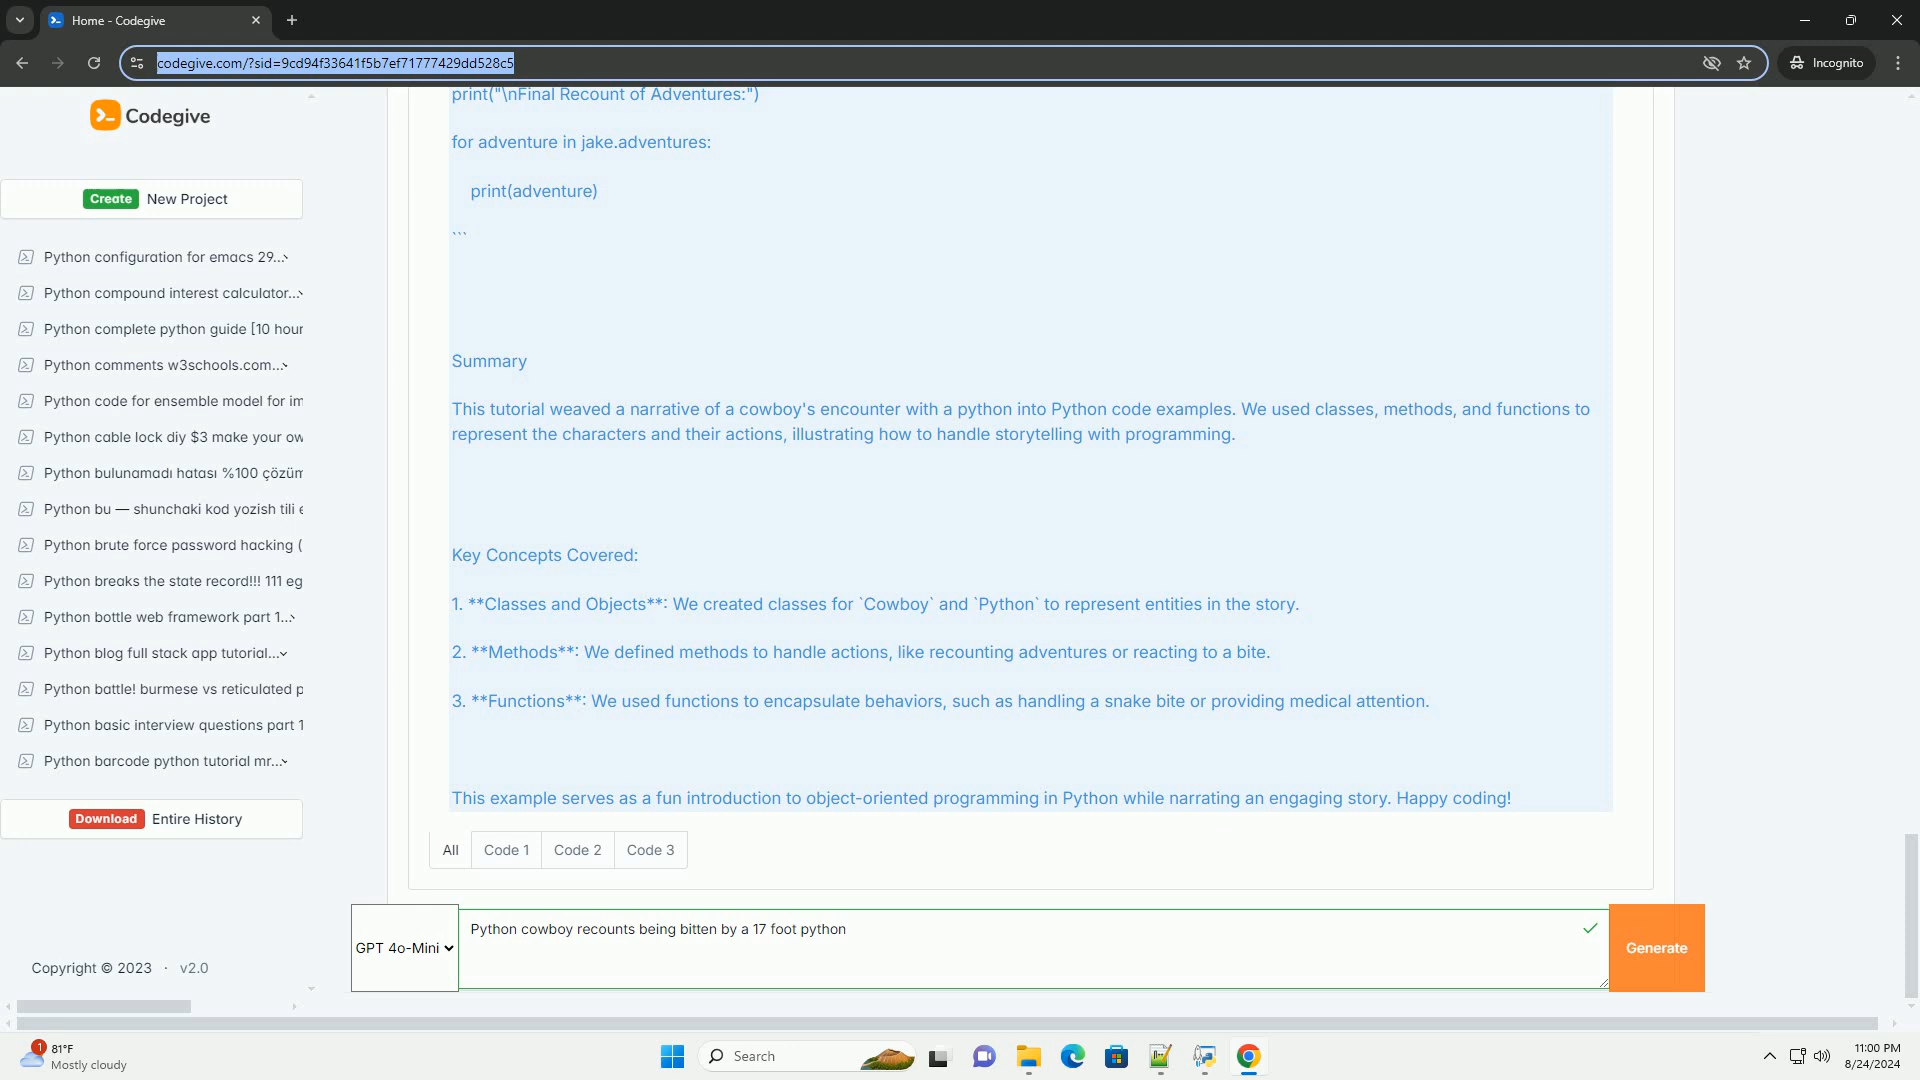 Home - Codegive
codegive.com/?sid=9cd94f33641f5b7ef71777429dd528c5
Incognito
Codegive
Create New Project
Python configuration for emacs 29...
Python compound interest calculator...
Python complete python guide [10 hour
Python comments w3schools.com...
Python code for ensemble model for im
Python cable lock diy $3 make your ow
Python bulunamadı hatası %100 çözüm
Python bu — shunchaki kod yozish tili e
Python brute force password hacking (
Python breaks the state record!!! 111 eg
Python bottle web framework part 1...
Python blog full stack app tutorial...
Python battle! burmese vs reticulated p
Python basic interview questions part 1
Python barcode python tutorial mr...
Download Entire History
Copyright © 2023 · v2.0
print("\nFinal Recount of Adventures:")
for adventure in jake.adventures:
print(adventure)
```
Summary
This tutorial weaved a narrative of a cowboy's encounter with a python into Python code examples. We used classes, methods, and functions to
represent the characters and their actions, illustrating how to handle storytelling with programming.
Key Concepts Covered:
1. **Classes and Objects**: We created classes for `Cowboy` and `Python` to represent entities in the story.
2. **Methods**: We defined methods to handle actions, like recounting adventures or reacting to a bite.
3. **Functions**: We used functions to encapsulate behaviors, such as handling a snake bite or providing medical attention.
This example serves as a fun introduction to object-oriented programming in Python while narrating an engaging story. Happy coding!
All Code 1 Code 2 Code 3
GPT 4o-Mini
Python cowboy recounts being bitten by a 17 foot python
Generate
1
81°F
Mostly cloudy
Search
11:00 PM
8/24/2024